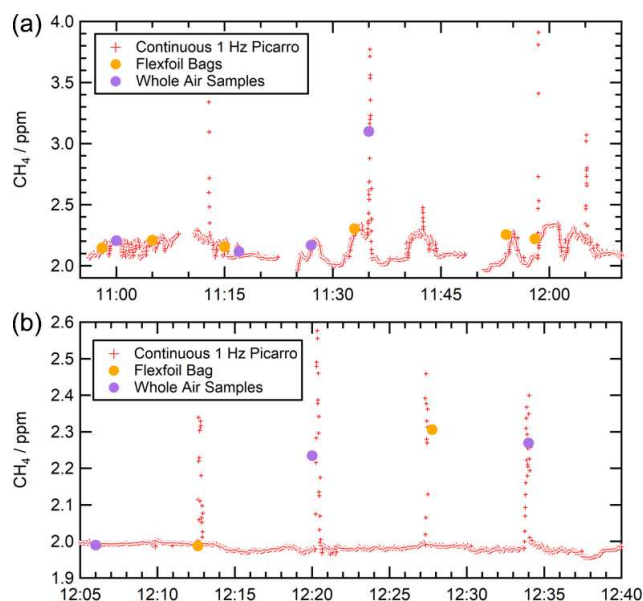 (a)
4.0
3.5
3.0
2.5
2.0
CH4 / ppm
Continuous 1 Hz Picarro
Flexfoil Bags
Whole Air Samples
11:00 11:15 11:30 11:45 12:00
(b)
2.6
2.5
2.4
2.3
2.2
2.1
2.0
1.9
CH4 / ppm
Continuous 1 Hz Picarro
Flexfoil Bag
Whole Air Samples
12:05 12:10 12:15 12:20 12:25 12:30 12:35 12:40